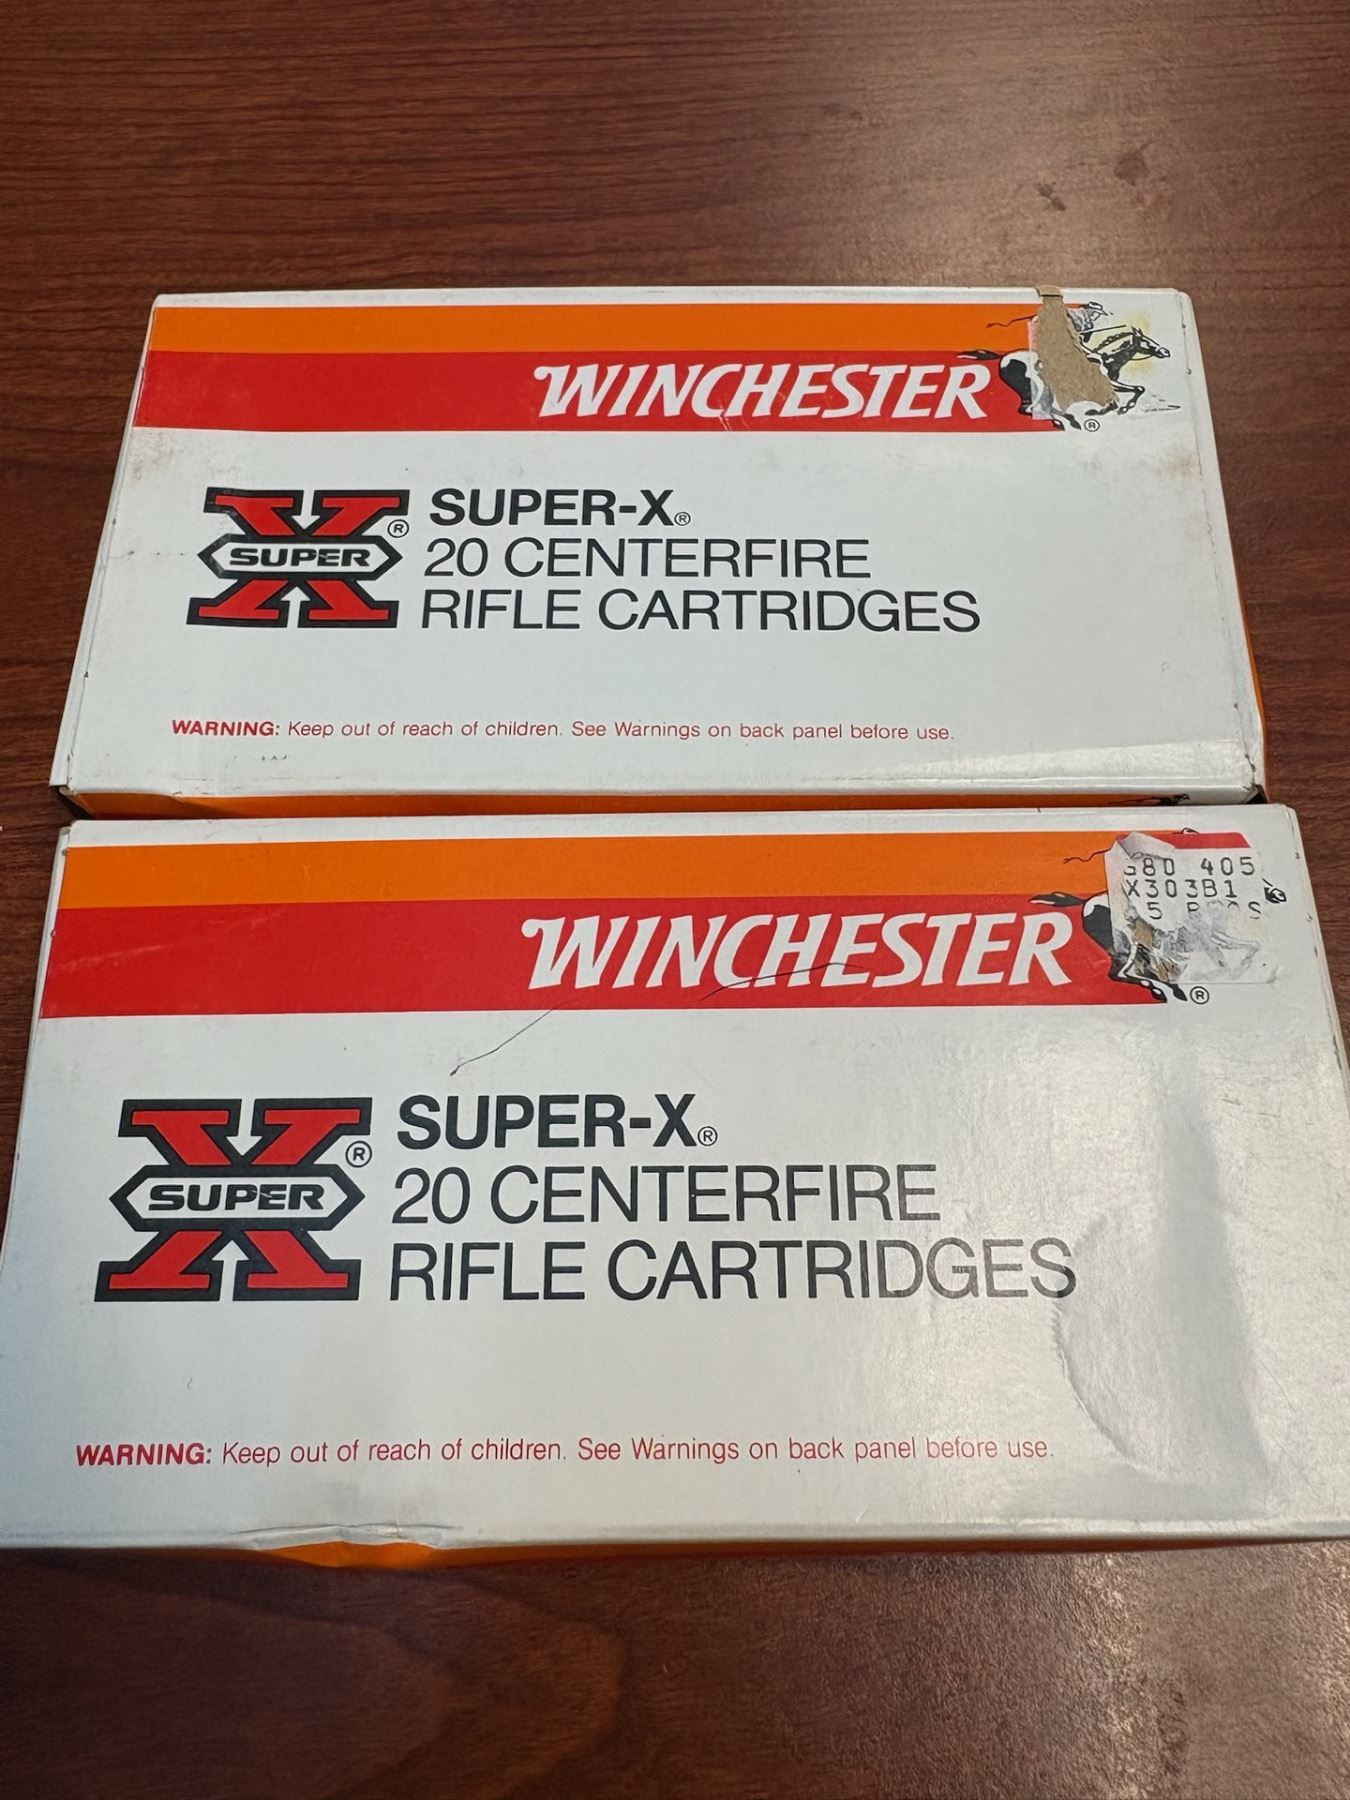 WINCHESTER®
SUPER®
SUPER-X®
20 CENTERFIRE
RIFLE CARTRIDGES
WARNING: Keep out of reach of children. See Warnings on back panel before use.
405
X303B1
5
WINCHESTER®
SUPER®
SUPER-X®
20 CENTERFIRE
RIFLE CARTRIDGES
WARNING: Keep out of reach of children. See Warnings on back panel before use.